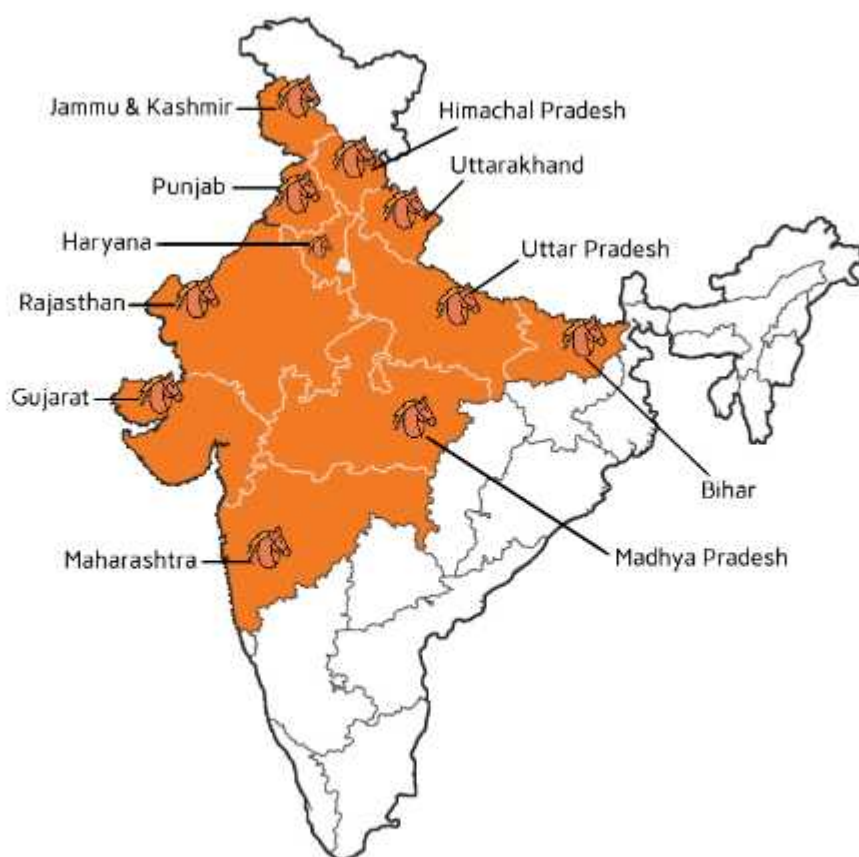 Jammu & Kashmir
Himachal Pradesh
Uttarakhand
Punjab
Haryana
Uttar Pradesh
Rajasthan
Gujarat
Bihar
Maharashtra
Madhya Pradesh